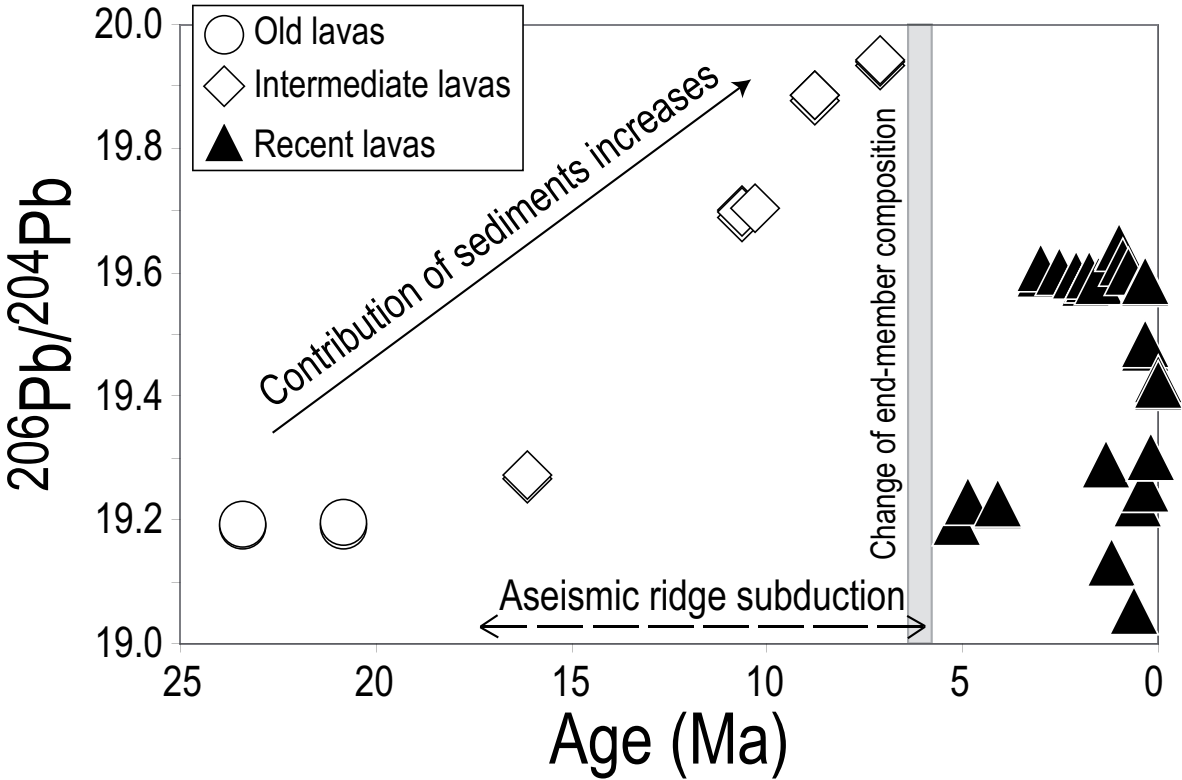 20.0
19.8
19.6
19.4
19.2
19.0
206Pb/204Pb
Old lavas
Intermediate lavas
Recent lavas
Contribution of sediments increases
Change of end-member composition
Aseismic ridge subduction
25
20
15
10
5
0
Age (Ma)